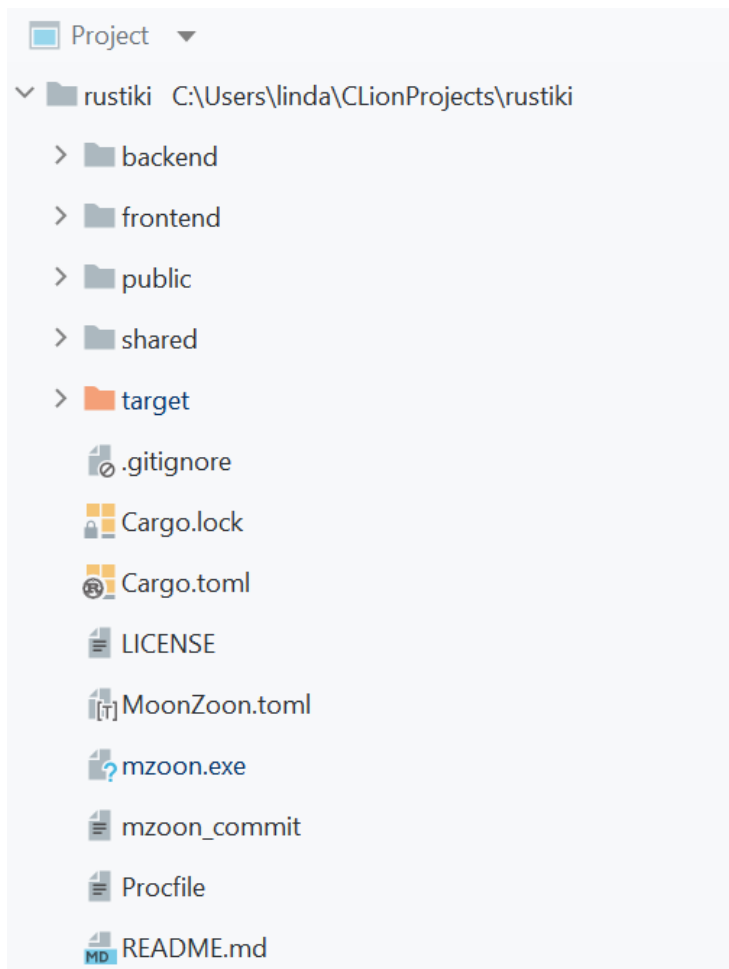 Project
rustiki C:\Users\linda\CLionProjects\rustiki
backend
frontend
public
shared
target
.gitignore
Cargo.lock
Cargo.toml
LICENSE
[T] MoonZoon.toml
? mzoon.exe
mzoon_commit
Procfile
MD README.md